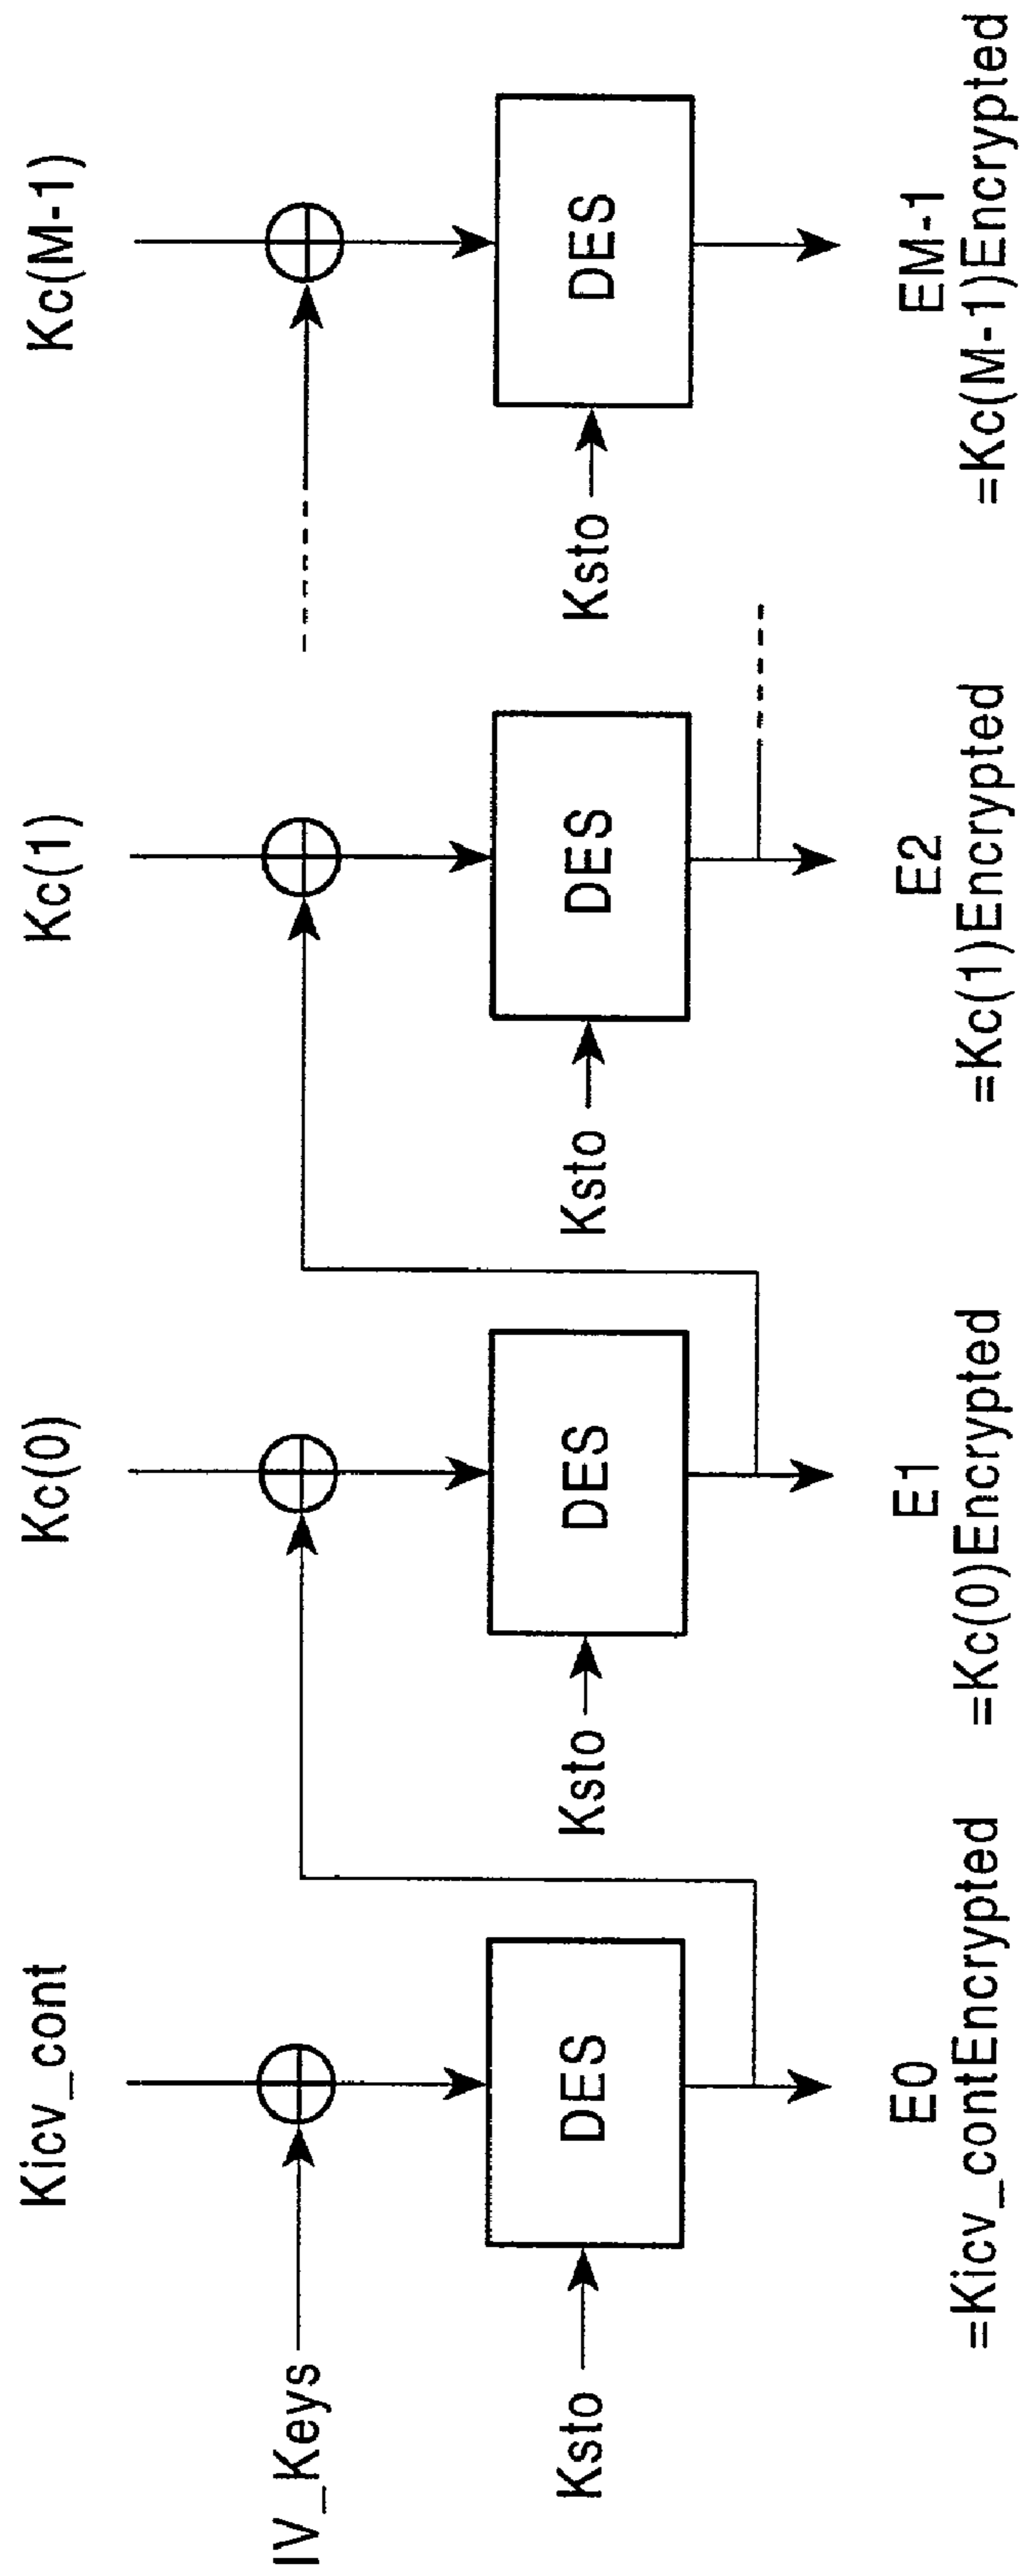 Kicv_cont
Kc(0)
Kc(1)
Kc(M-1)
IV_Keys
Ksto
DES
Ksto
DES
Ksto
DES
Ksto
DES
E0
=Kicv_contEncrypted
E1
=Kc(0)Encrypted
E2
=Kc(1)Encrypted
EM-1
=Kc(M-1)Encrypted